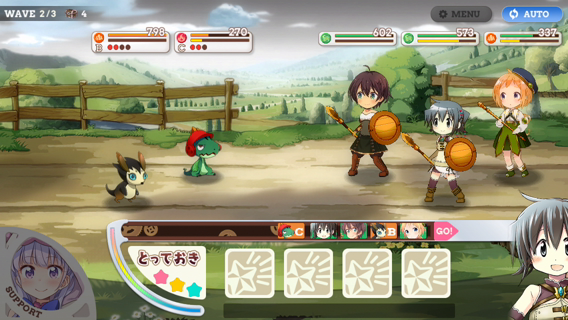 WAVE 2/3 4
MENU
AUTO
798
B
270
C
602
573
337
C
B
GO!
とっておき
SUPPORT